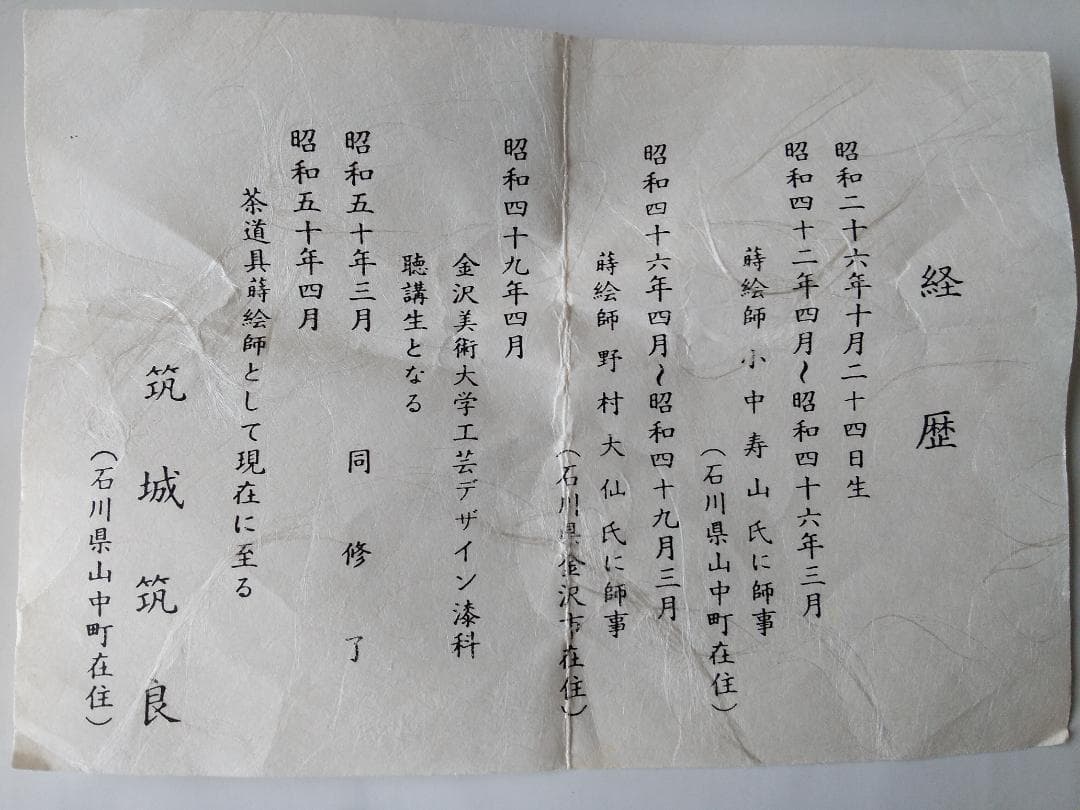 経歴
昭和二十六年十月二十四日生
昭和四十二年四月〜昭和四十六年三月
蒔絵師 小中寿山氏に師事
（石川県山中町在住）
昭和四十六年四月〜昭和四十九月三月
蒔絵師 野村大仙氏に師事
（石川県金沢市在住）
昭和四十九年四月
金沢美術大学工芸デザイン漆科
聴講生となる
昭和五十年三月 同修了
昭和五十年四月
茶道具蒔絵師として現在に至る
筑城筑良
（石川県山中町在住）